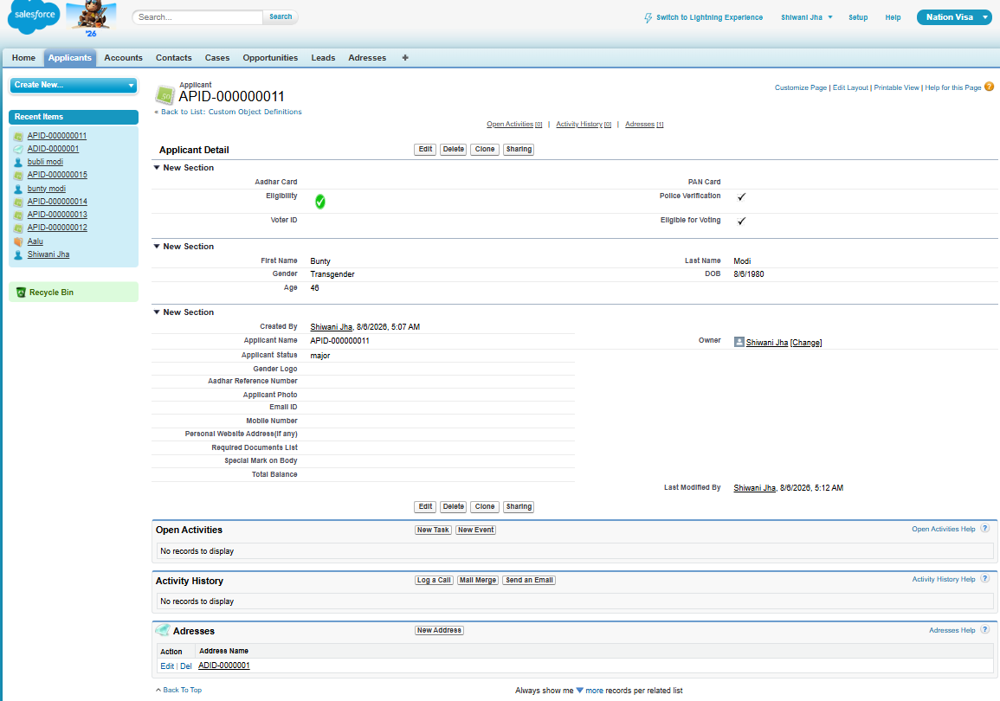 salesforce
'26
Search...
Search
Switch to Lightning Experience
Shiwani Jha
Setup
Help
Nation Visa
Home
Applicants
Accounts
Contacts
Cases
Opportunities
Leads
Adresses
+
Create New...
Recent Items
APID-000000011
ADID-0000001
bubli modi
APID-000000015
bunty modi
APID-000000014
APID-000000013
APID-000000012
Aalu
Shiwani Jha
Recycle Bin
Applicant
APID-000000011
« Back to List: Custom Object Definitions
Customize Page | Edit Layout | Printable View | Help for this Page ?
Open Activities [0] | Activity History [0] | Adresses [1]
Applicant Detail
Edit Delete Clone Sharing
New Section
Aadhar Card
PAN Card
Eligibility
Police Verification
Voter ID
Eligible for Voting
New Section
First Name Bunty
Last Name Modi
Gender Transgender
DOB 8/6/1980
Age 46
New Section
Created By Shiwani Jha, 8/6/2026, 5:07 AM
Applicant Name APID-000000011
Owner Shiwani Jha [Change]
Applicant Status major
Gender Logo
Aadhar Reference Number
Applicant Photo
Email ID
Mobile Number
Personal Website Address(if any)
Required Documents List
Special Mark on Body
Total Balance
Last Modified By Shiwani Jha, 8/6/2026, 5:12 AM
Edit Delete Clone Sharing
Open Activities
New Task New Event
Open Activities Help ?
No records to display
Activity History
Log a Call Mail Merge Send an Email
Activity History Help ?
No records to display
Adresses
New Address
Adresses Help ?
Action Address Name
Edit | Del ADID-0000001
Back To Top
Always show me more records per related list